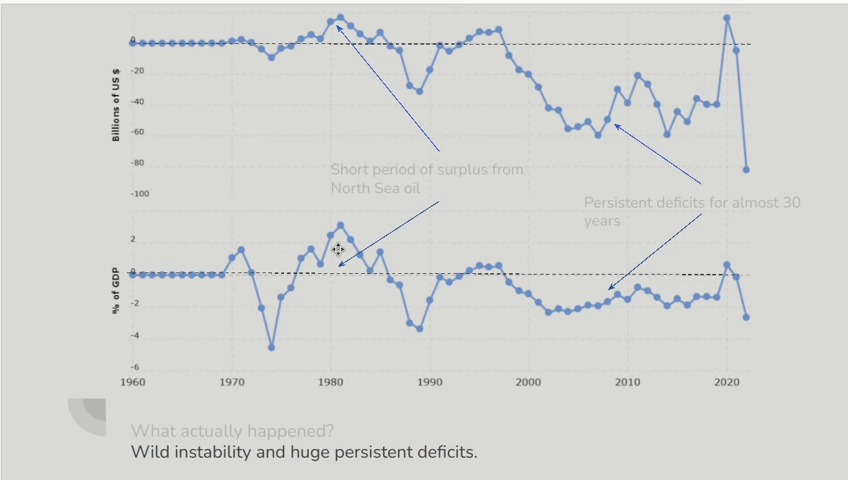 0
-20
-40
-60
-80
-100
Billions of US $
Short period of surplus from
North Sea oil
Persistent deficits for almost 30
years
2
0
-2
-4
-6
% of GDP
1960 1970 1980 1990 2000 2010 2020
What actually happened?
Wild instability and huge persistent deficits.